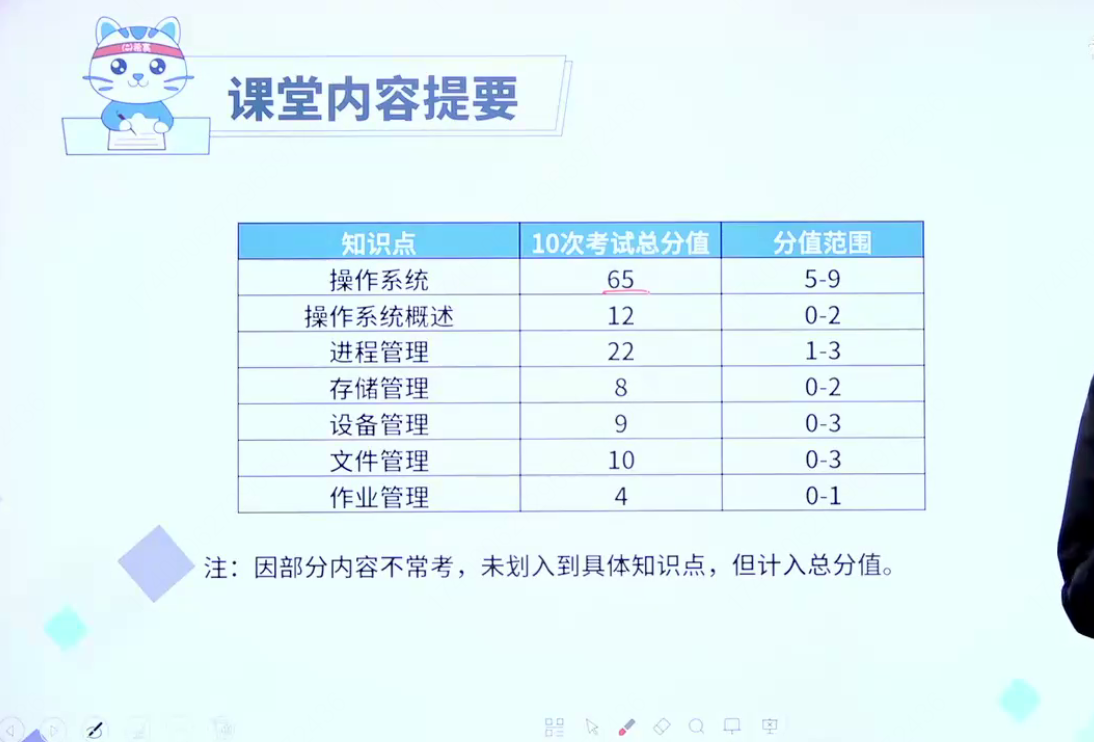 课堂内容提要
知识点 10次考试总分值 分值范围
操作系统 65 5-9
操作系统概述 12 0-2
进程管理 22 1-3
存储管理 8 0-2
设备管理 9 0-3
文件管理 10 0-3
作业管理 4 0-1
注：因部分内容不常考，未划入到具体知识点，但计入总分值。